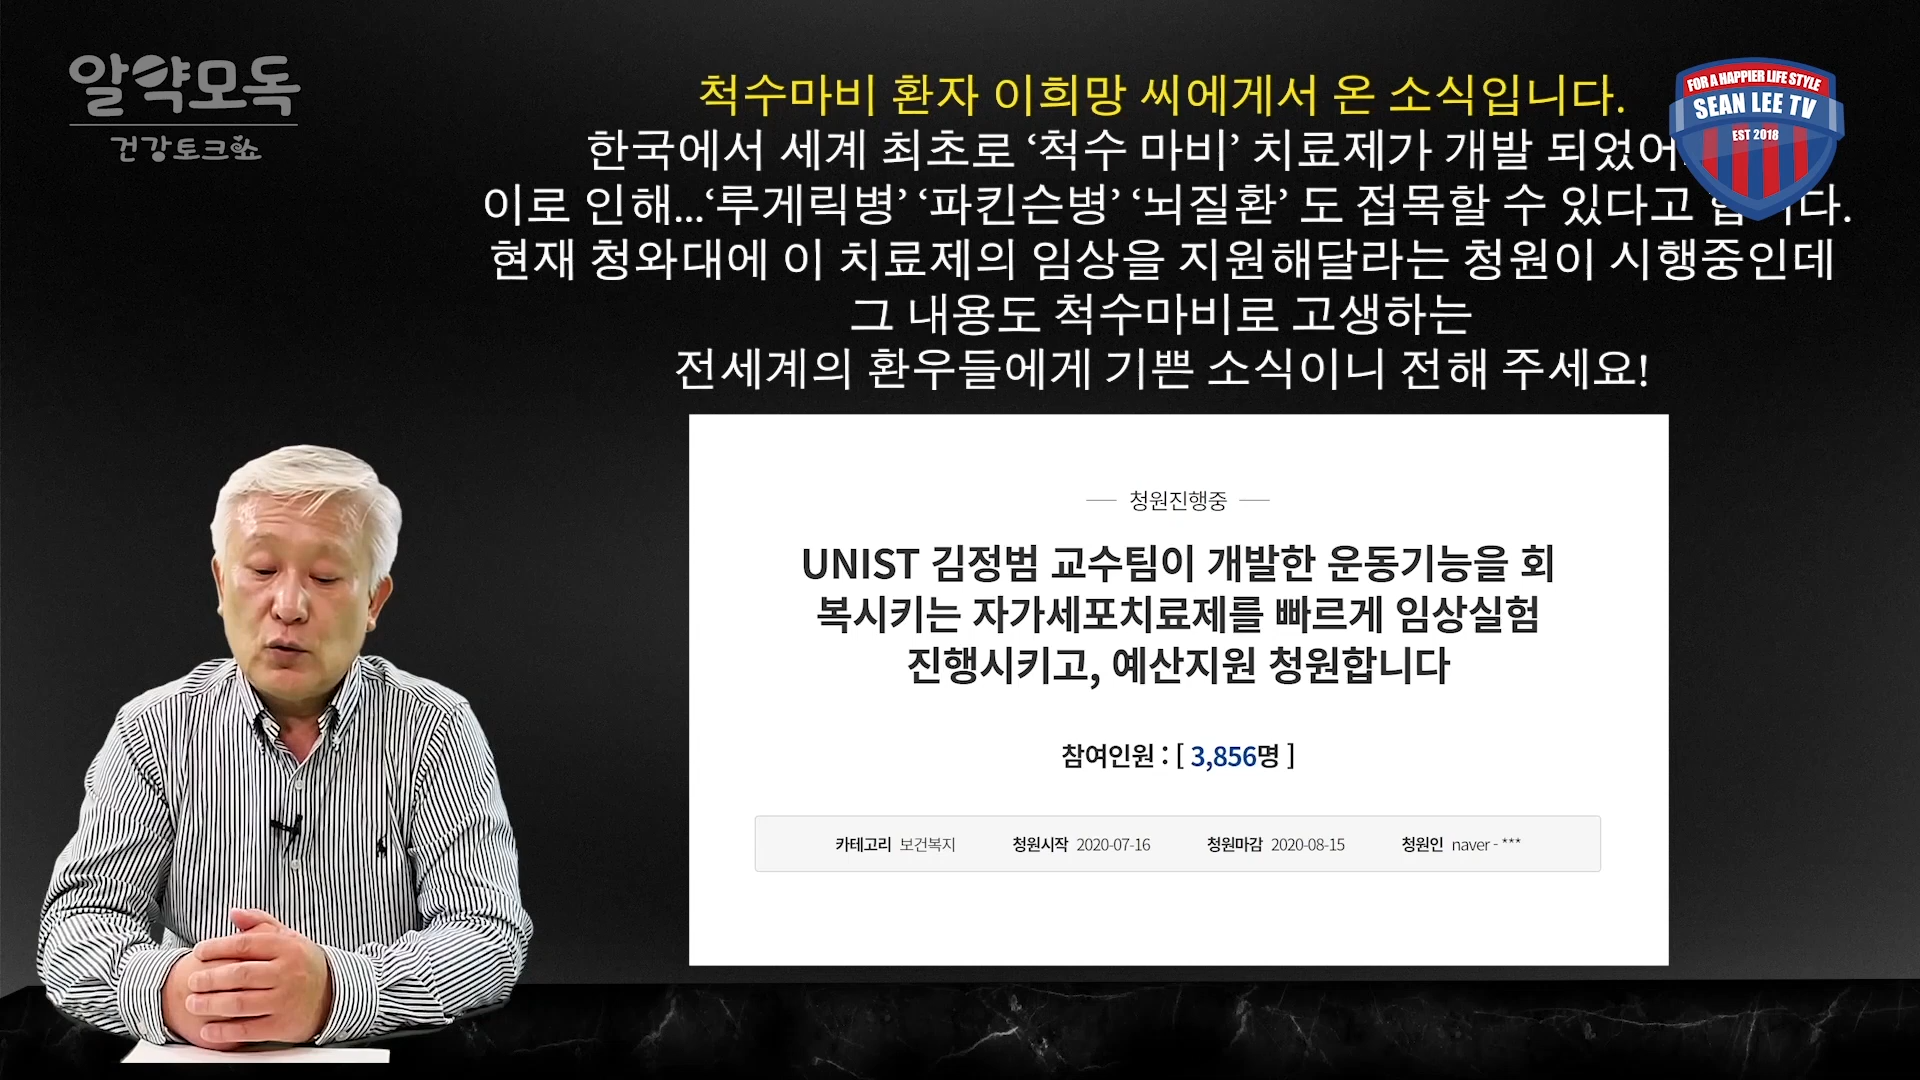 알약모독
건강토크쇼
FOR A HAPPIER LIFE STYLE
SEAN LEE TV
EST 2018
척수마비 환자 이희망 씨에게서 온 소식입니다.
한국에서 세계 최초로 ‘척수 마비’ 치료제가 개발 되었어
이로 인해...‘루게릭병’ ‘파킨슨병’ ‘뇌질환’ 도 접목할 수 있다고
현재 청와대에 이 치료제의 임상을 지원해달라는 청원이 시행중인데
그 내용도 척수마비로 고생하는
전세계의 환우들에게 기쁜 소식이니 전해 주세요!
청원진행중
UNIST 김정범 교수팀이 개발한 운동기능을 회
복시키는 자가세포치료제를 빠르게 임상실험
진행시키고, 예산지원 청원합니다
참여인원 : [ 3,856명 ]
카테고리 보건복지 청원시작 2020-07-16 청원마감 2020-08-15 청원인 naver - ***